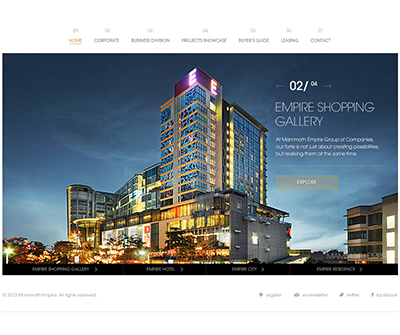 01 02 03 04 05 06 07
HOME CORPORATE BUSINESS DIVISION PROJECTS SHOWCASE BUYER'S GUIDE LEASING CONTACT
02/ 04
EMPIRE SHOPPING
GALLERY
At Mammoth Empire Group of Companies,
our forte is not just about creating possibilities,
but realising them at the same time.
EXPLORE
E
E
EMPIRE SHOPPING GALLERY EMPIRE HOTEL EMPIRE CITY EMPIRE RESIDENCE
© 2013 Mammoth Empire. All rights reserved
register e-newsletter twitter facebook